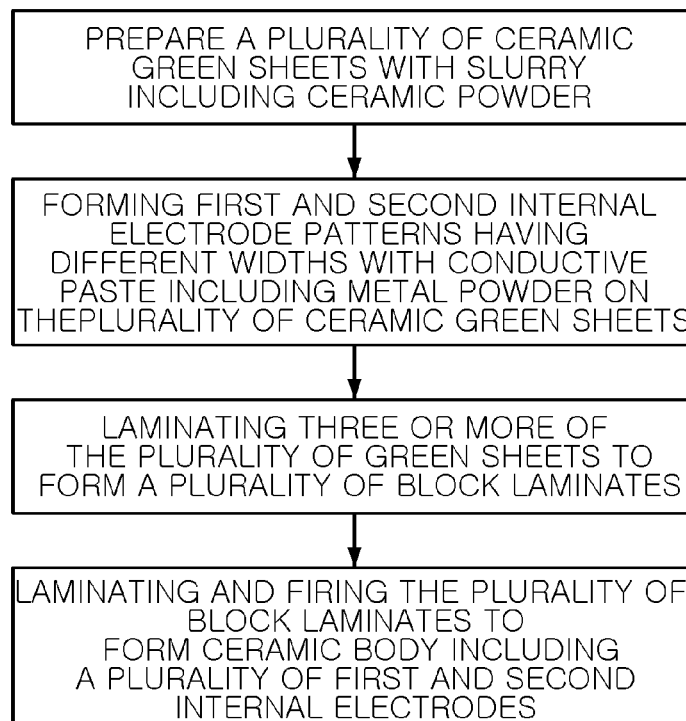 PREPARE A PLURALITY OF CERAMIC
GREEN SHEETS WITH SLURRY
INCLUDING CERAMIC POWDER
FORMING FIRST AND SECOND INTERNAL
ELECTRODE PATTERNS HAVING
DIFFERENT WIDTHS WITH CONDUCTIVE
PASTE INCLUDING METAL POWDER ON
THEPLURALITY OF CERAMIC GREEN SHEETS
LAMINATING THREE OR MORE OF
THE PLURALITY OF GREEN SHEETS TO
FORM A PLURALITY OF BLOCK LAMINATES
LAMINATING AND FIRING THE PLURALITY OF
BLOCK LAMINATES TO
FORM CERAMIC BODY INCLUDING
A PLURALITY OF FIRST AND SECOND
INTERNAL ELECTRODES